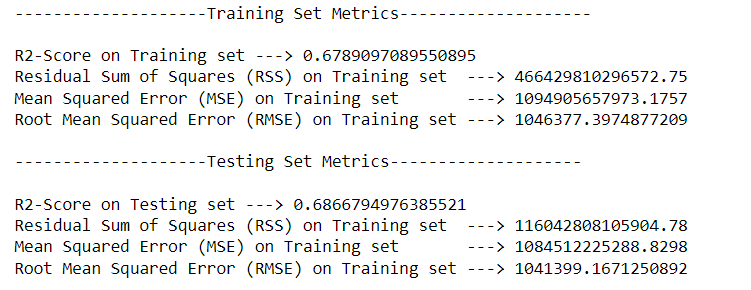 --------------------Training Set Metrics--------------------
R2-Score on Training set ---> 0.6789097089550895
Residual Sum of Squares (RSS) on Training set  ---> 466429810296572.75
Mean Squared Error (MSE) on Training set       ---> 1094905657973.1757
Root Mean Squared Error (RMSE) on Training set ---> 1046377.3974877209
--------------------Testing Set Metrics--------------------
R2-Score on Testing set ---> 0.6866794976385521
Residual Sum of Squares (RSS) on Training set  ---> 116042808105904.78
Mean Squared Error (MSE) on Training set       ---> 1084512225288.8298
Root Mean Squared Error (RMSE) on Training set ---> 1041399.1671250892